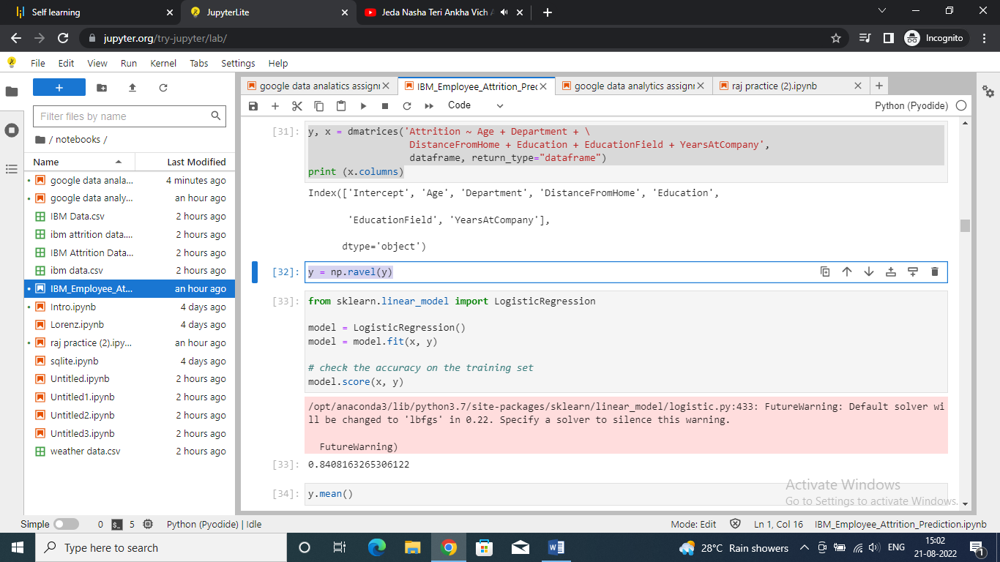 Self learning
JupyterLite
Jeda Nasha Teri Ankha Vich
jupyter.org/try-jupyter/lab/
Incognito
File Edit View Run Kernel Tabs Settings Help
google data analatics assignr
IBM_Employee_Attrition_Prec
google data analytics assignr
raj practice (2).ipynb
Filter files by name
Code
Python (Pyodide)
/ notebooks /
Name Last Modified
google data anala... 4 minutes ago
google data analy... an hour ago
IBM Data.csv 2 hours ago
ibm attrition data.... 2 hours ago
IBM Attrition Data... 2 hours ago
ibm data.csv 2 hours ago
IBM_Employee_At... an hour ago
Intro.ipynb 4 days ago
Lorenz.ipynb 4 days ago
raj practice (2).ipy... an hour ago
sqlite.ipynb 4 days ago
Untitled.ipynb 2 hours ago
Untitled1.ipynb 2 hours ago
Untitled2.ipynb 2 hours ago
Untitled3.ipynb 2 hours ago
weather data.csv 2 hours ago
[31]: y, x = dmatrices('Attrition ~ Age + Department + \
DistanceFromHome + Education + EducationField + YearsAtCompany',
dataframe, return_type="dataframe")
print (x.columns)
Index(['Intercept', 'Age', 'Department', 'DistanceFromHome', 'Education',
'EducationField', 'YearsAtCompany'],
dtype='object')
[32]: y = np.ravel(y)
[33]: from sklearn.linear_model import LogisticRegression
model = LogisticRegression()
model = model.fit(x, y)
# check the accuracy on the training set
model.score(x, y)
/opt/anaconda3/lib/python3.7/site-packages/sklearn/linear_model/logistic.py:433: FutureWarning: Default solver wi
ll be changed to 'lbfgs' in 0.22. Specify a solver to silence this warning.
FutureWarning)
[33]: 0.8408163265306122
[34]: y.mean()
Activate Windows
Go to Settings to activate Windows.
Simple 0 5 Python (Pyodide) | Idle
Mode: Edit Ln 1, Col 16 IBM_Employee_Attrition_Prediction.ipynb
Type here to search
28°C Rain showers
ENG
15:02
21-08-2022
1